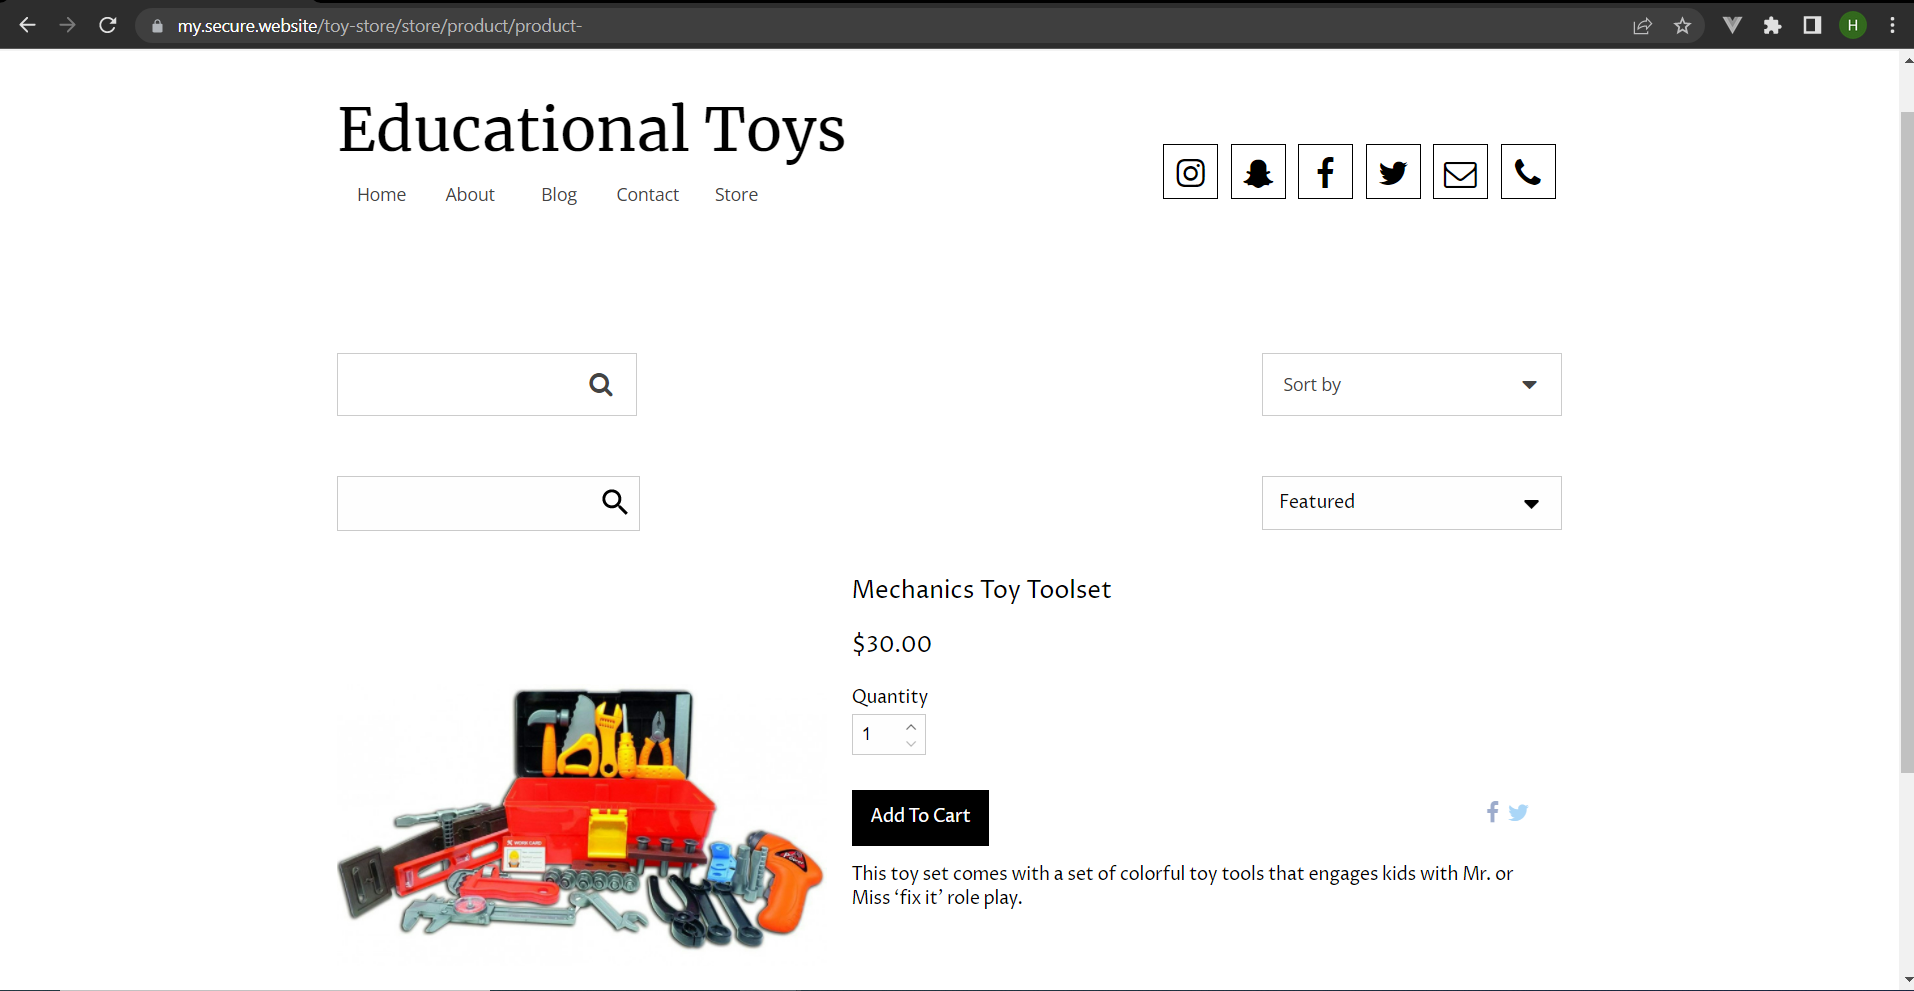 my.secure.website/toy-store/store/product/product-
H
Educational Toys
Home About Blog Contact Store
Sort by
Featured
Mechanics Toy Toolset
$30.00
Quantity
1
Add To Cart
WORK CARD
This toy set comes with a set of colorful toy tools that engages kids with Mr. or
Miss ‘fix it’ role play.